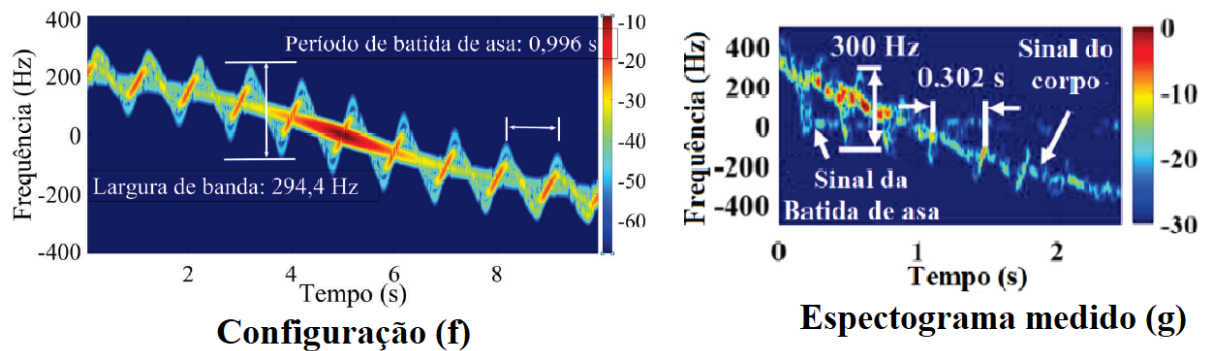 400
200
0
-200
-400
Frequência (Hz)
Período de batida de asa: 0,996 s
Largura de banda: 294,4 Hz
2
4
6
8
Tempo (s)
-10
-20
-30
-40
-50
-60
Configuração (f)
400
200
0
-200
-400
Frequência (Hz)
300 Hz
0.302 s
Sinal do
corpo
Sinal da
Batida de asa
0
1
2
Tempo (s)
0
-10
-20
-30
Espectograma medido (g)